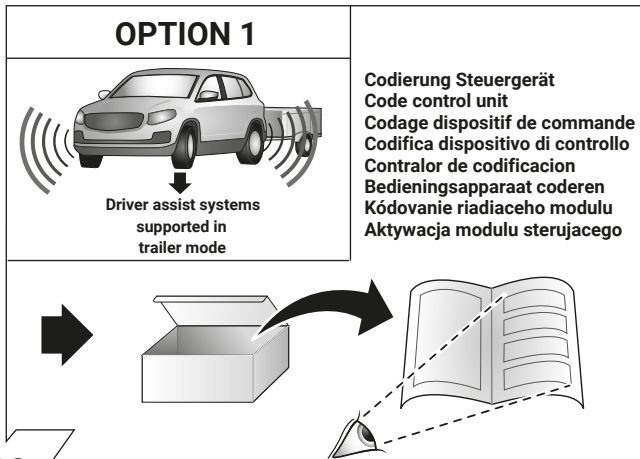 OPTION 1
Driver assist systems
supported in
trailer mode
Codierung Steuergerät
Code control unit
Codage dispositif de commande
Codifica dispositivo di controllo
Contralor de codificacion
Bedieningsapparaat coderen
Kódovanie riadiaceho modulu
Aktywacja modulu sterujacego